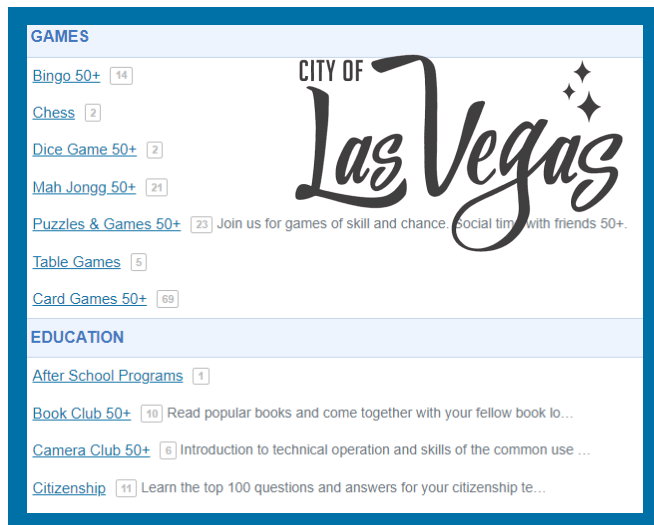 GAMES
CITY OF
Las Vegas
Bingo 50+ 14
Chess 2
Dice Game 50+ 2
Mah Jongg 50+ 21
Puzzles & Games 50+ 23 Join us for games of skill and chance. Social time with friends 50+.
Table Games 5
Card Games 50+ 69
EDUCATION
After School Programs 1
Book Club 50+ 10 Read popular books and come together with your fellow book lo…
Camera Club 50+ 6 Introduction to technical operation and skills of the common use …
Citizenship 11 Learn the top 100 questions and answers for your citizenship te…